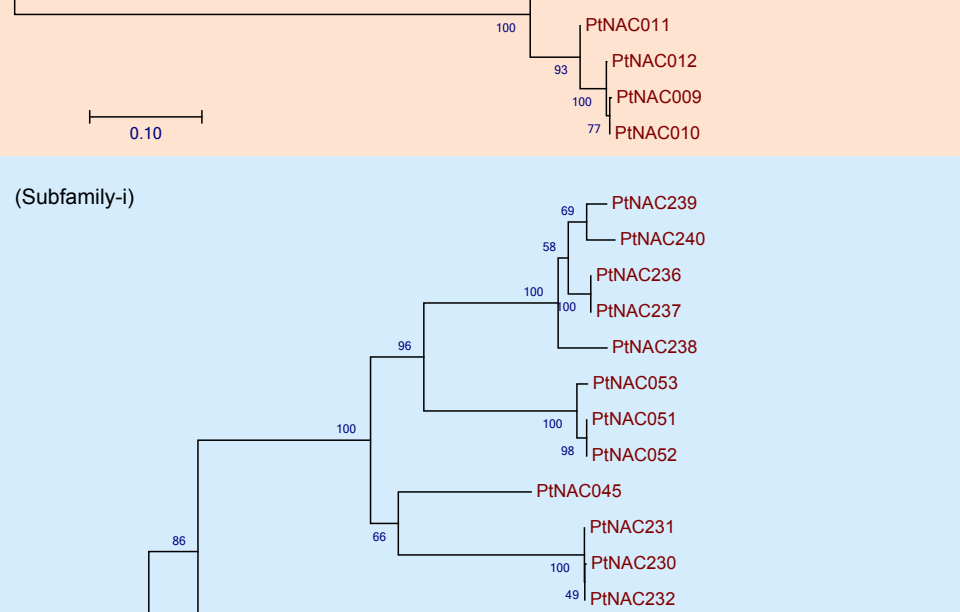 100
PtNAC011
93
PtNAC012
100
PtNAC009
77
PtNAC010
0.10
(Subfamily-i)
69
PtNAC239
58
PtNAC240
PtNAC236
100
100
PtNAC237
96
PtNAC238
PtNAC053
100
PtNAC051
100
98
PtNAC052
PtNAC045
66
PtNAC231
86
100
PtNAC230
49
PtNAC232